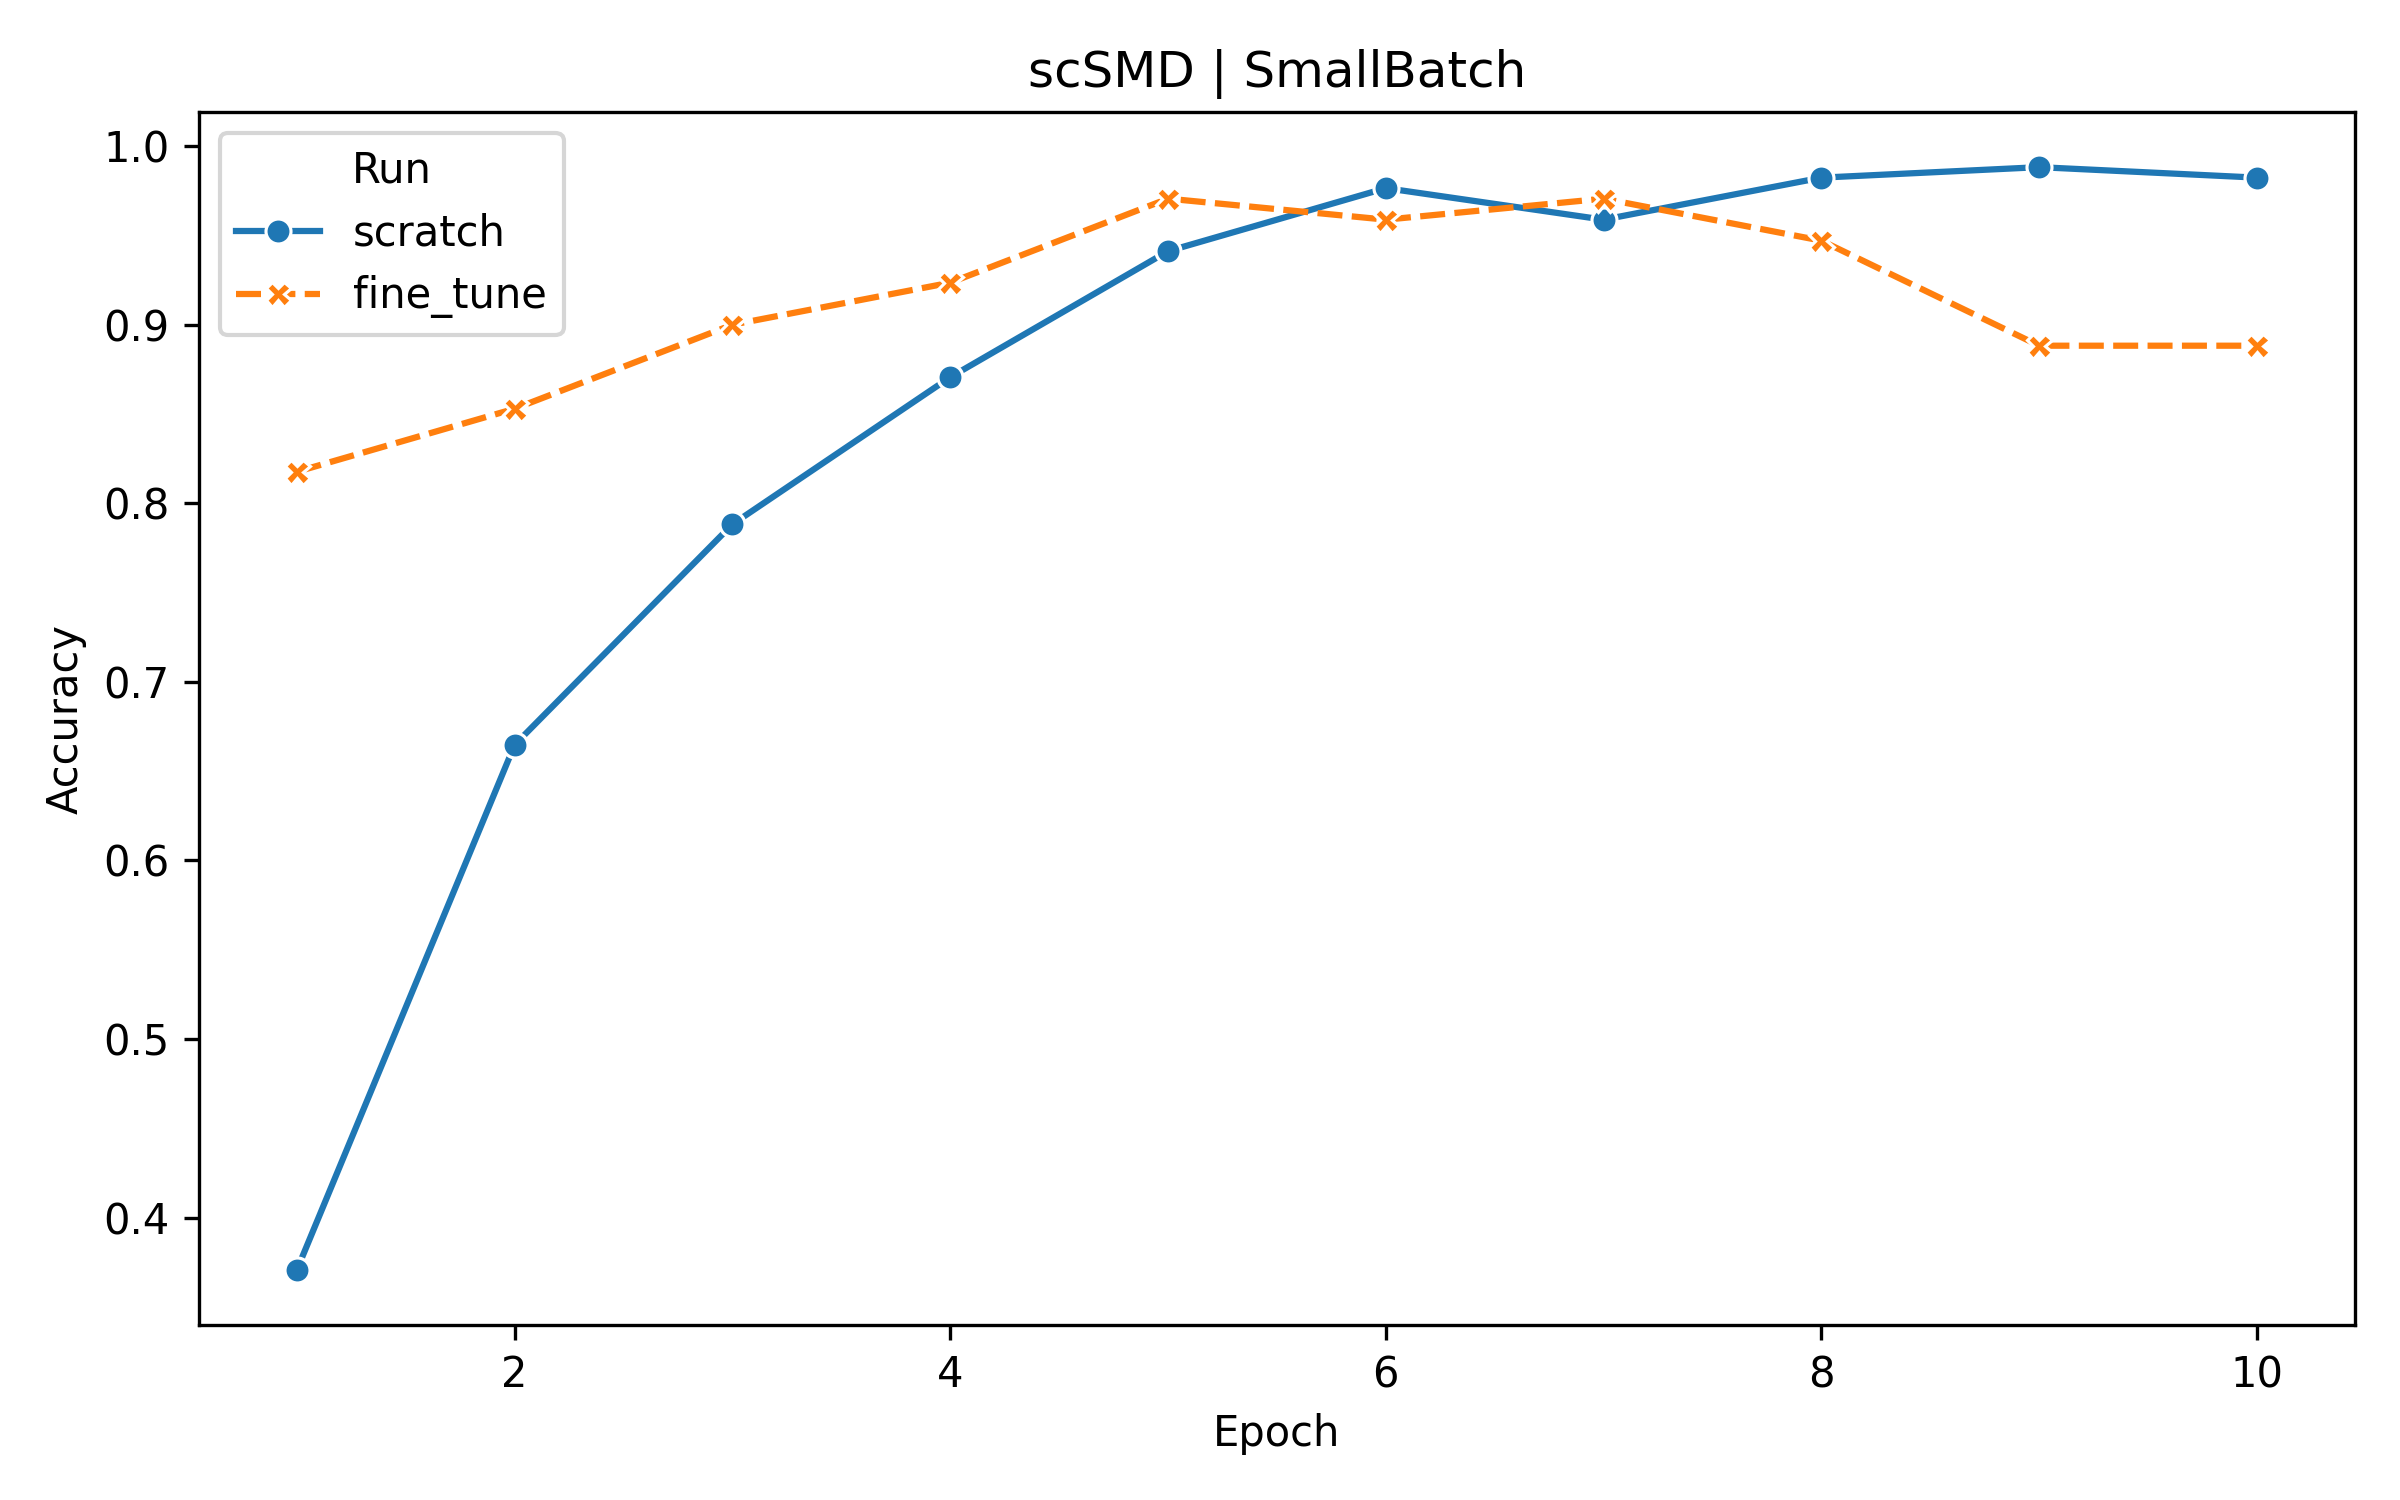 scSMD | SmallBatch
Run
scratch
fine_tune
1.0
0.9
0.8
0.7
0.6
0.5
0.4
Accuracy
2 4 6 8 10
Epoch